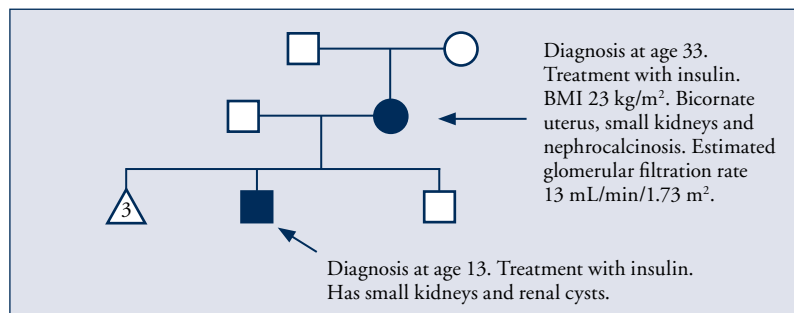 Diagnosis at age 33.
Treatment with insulin.
BMI 23 kg/m². Bicornate
uterus, small kidneys and
nephrocalcinosis. Estimated
glomerular filtration rate
13 mL/min/1.73 m².
3
Diagnosis at age 13. Treatment with insulin.
Has small kidneys and renal cysts.